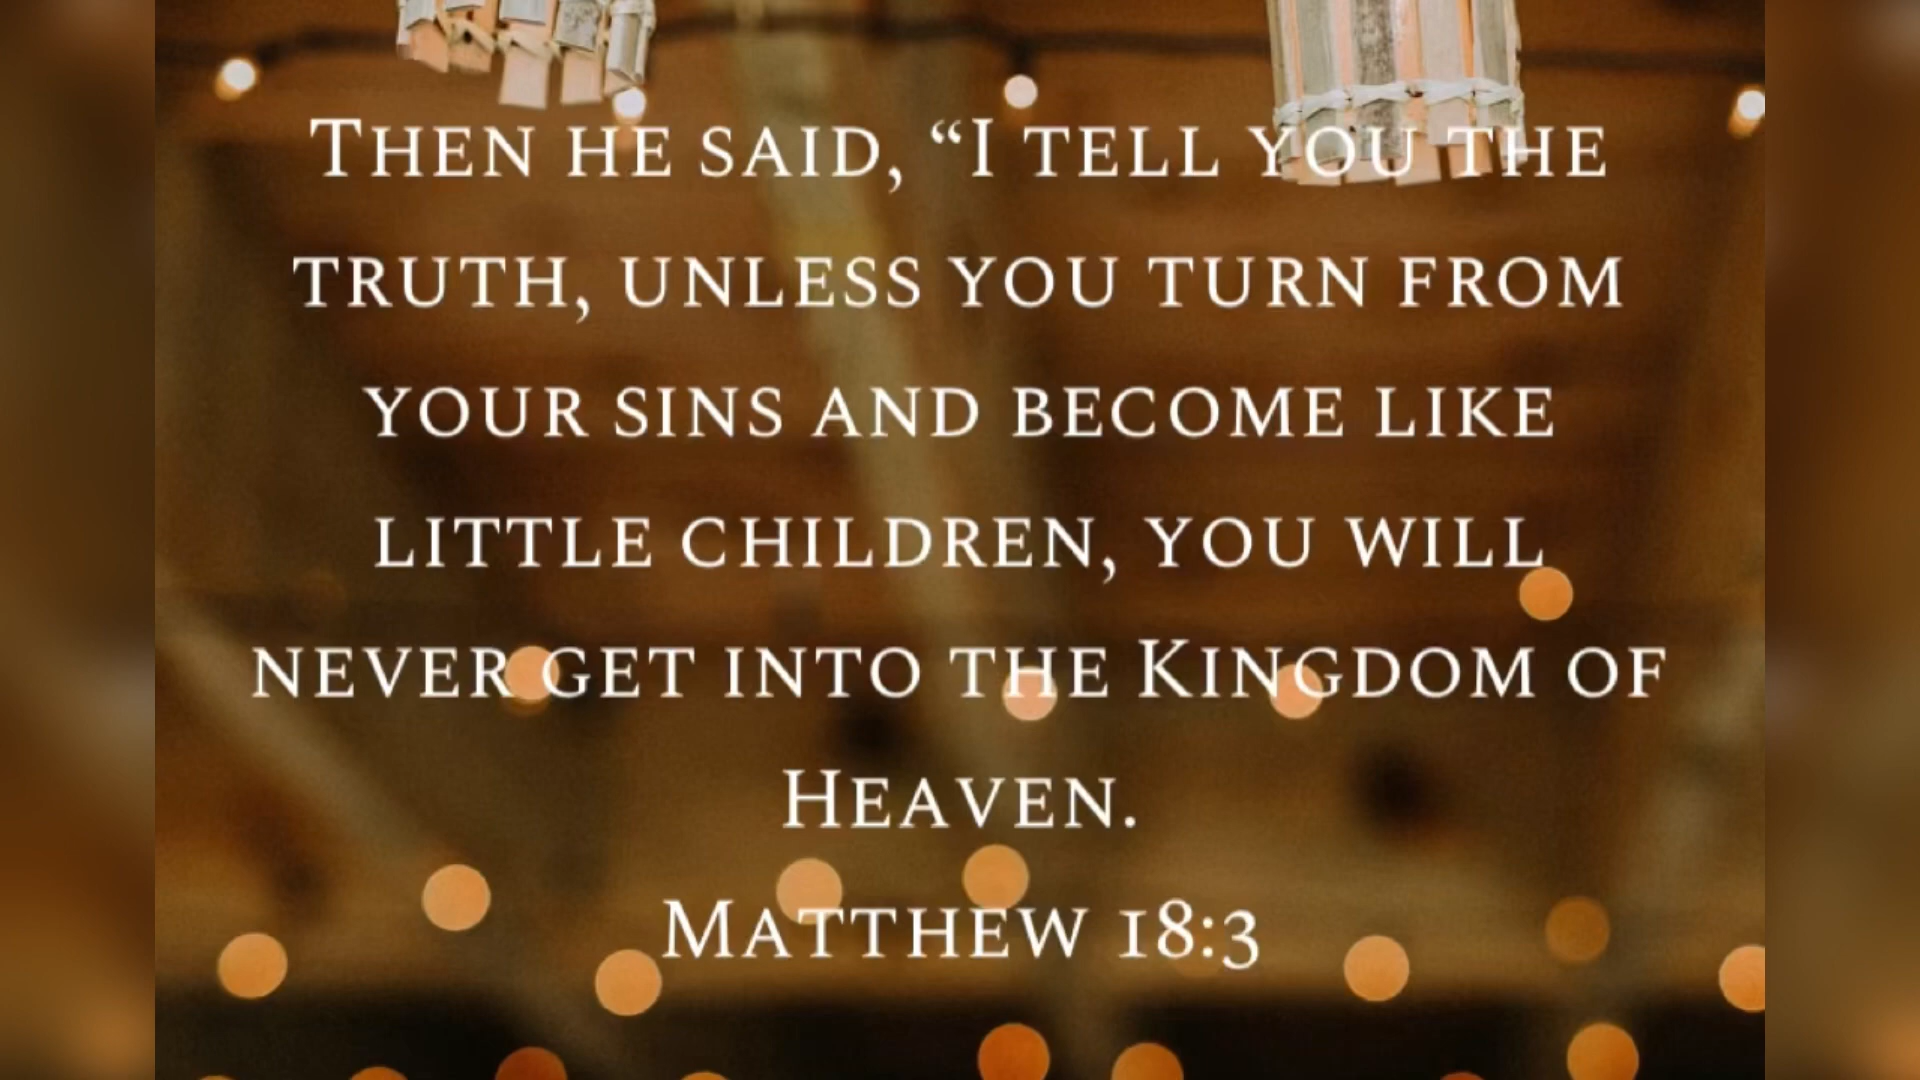 Then he said, “I tell you the
truth, unless you turn from
your sins and become like
little children, you will
never get into the Kingdom of
Heaven.
Matthew 18:3